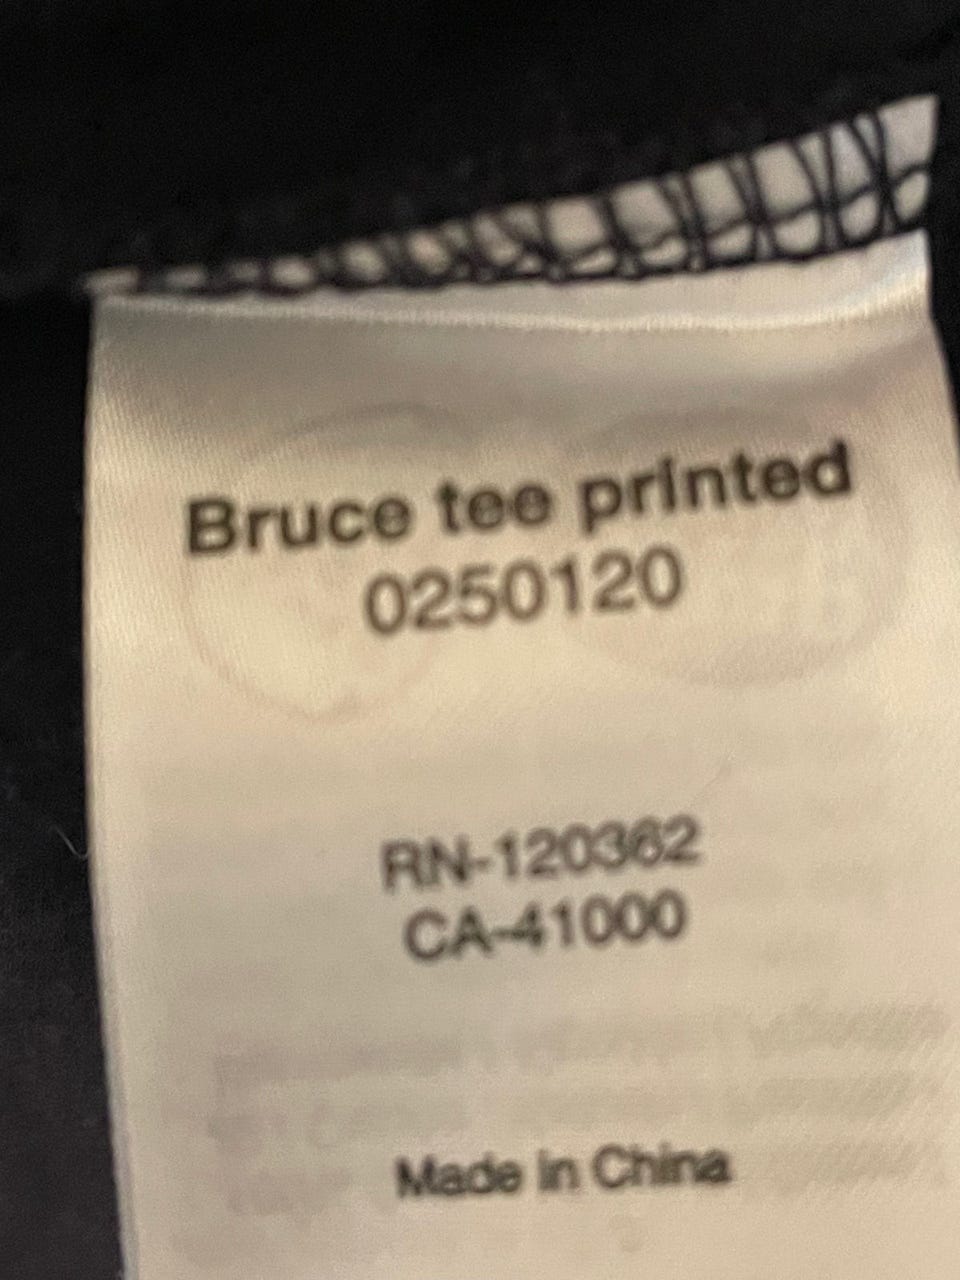 Bruce tee printed
0250120
RN-120362
CA-41000
Made in China